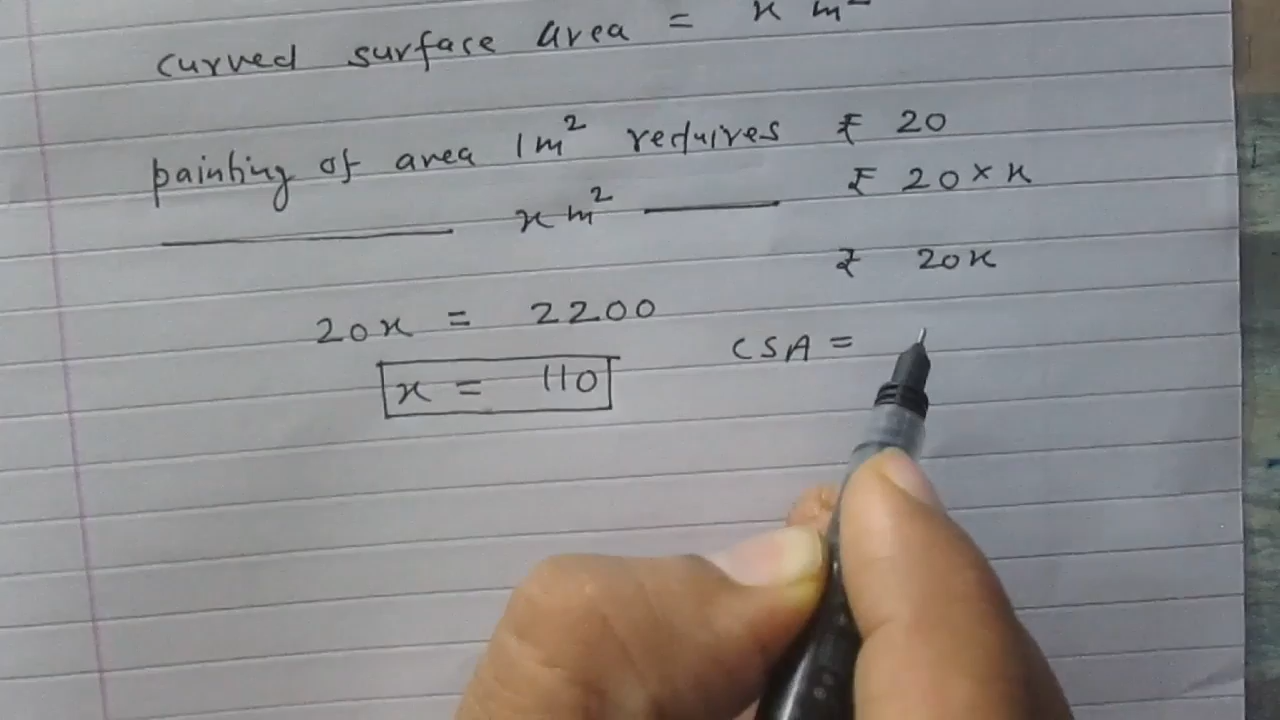 curved surface area = x m²
painting of area 1m² requires ₹ 20
x m² ₹ 20 × x
₹ 20x
20x = 2200
CSA =
x = 110